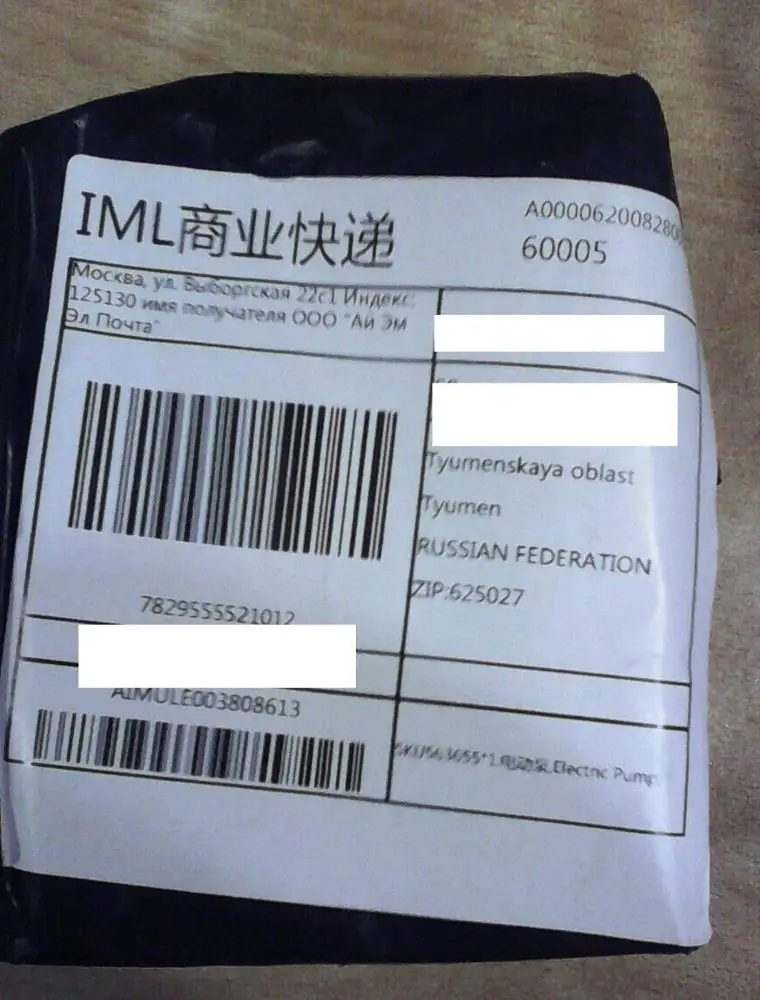 IML商业快递
A0000620082800
60005
Москва, ул. Выборгская 22с1 Индекс:
125130 имя получателя ООО "Ай Эм
Эл Почта"
Tyumenskaya oblast
Tyumen
RUSSIAN FEDERATION
ZIP:625027
7829555521012
AIMULE003808613
电动泵,Electric Pump